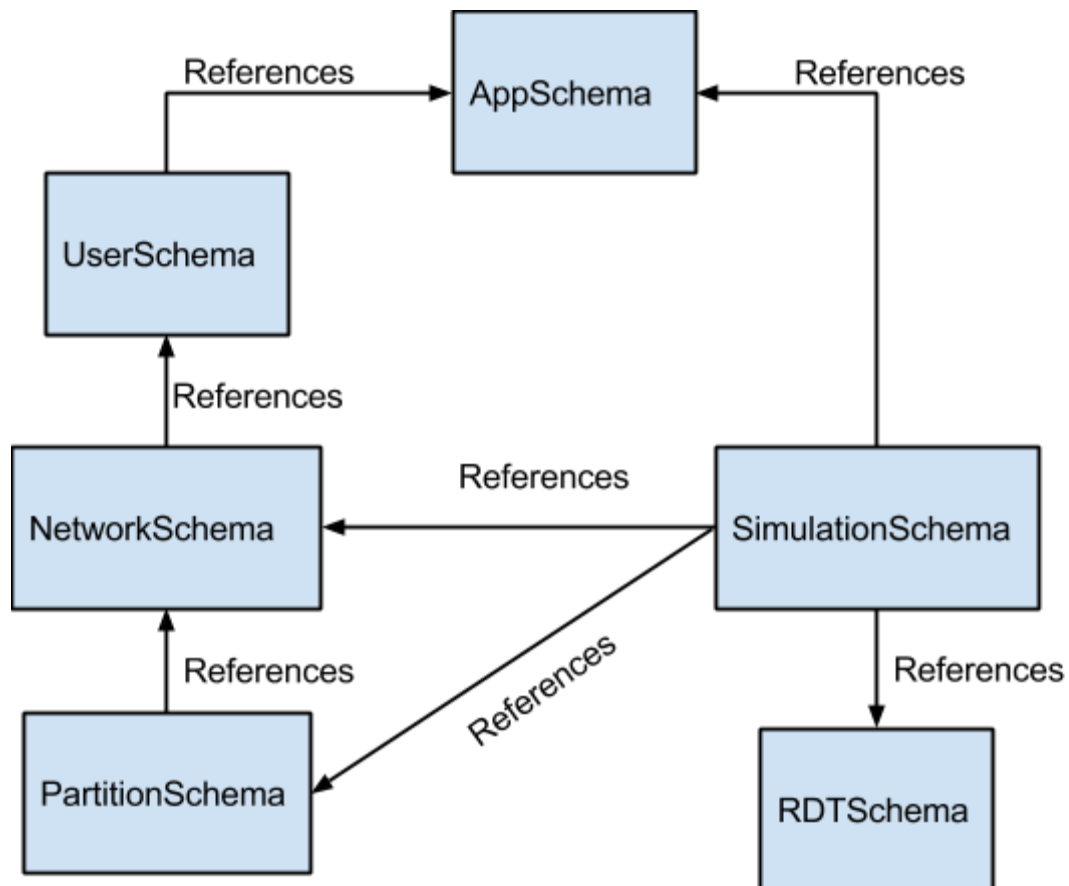 References
AppSchema
References
UserSchema
References
NetworkSchema
References
SimulationSchema
References
References
References
PartitionSchema
RDTSchema